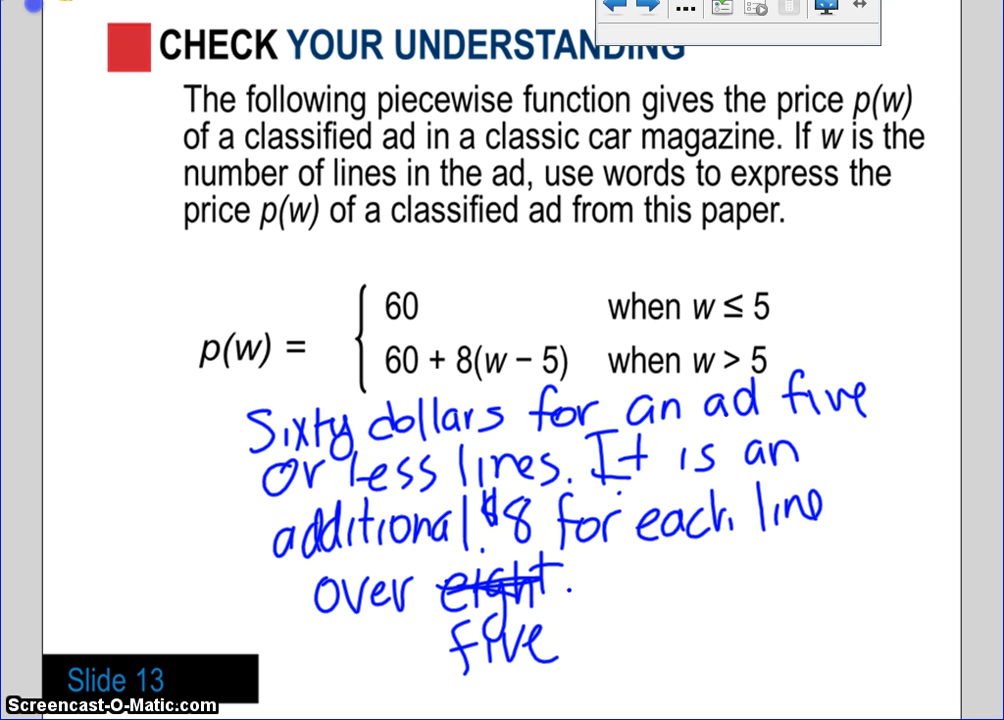 CHECK YOUR UNDERSTANDING
The following piecewise function gives the price p(w)
of a classified ad in a classic car magazine. If w is the
number of lines in the ad, use words to express the
price p(w) of a classified ad from this paper.
60 when w ≤ 5
p(w) =
60 + 8(w − 5) when w > 5
Sixty dollars for an ad five
or less lines. It is an
additional $8 for each line
over eight.
five
Slide 13
Screencast-O-Matic.com